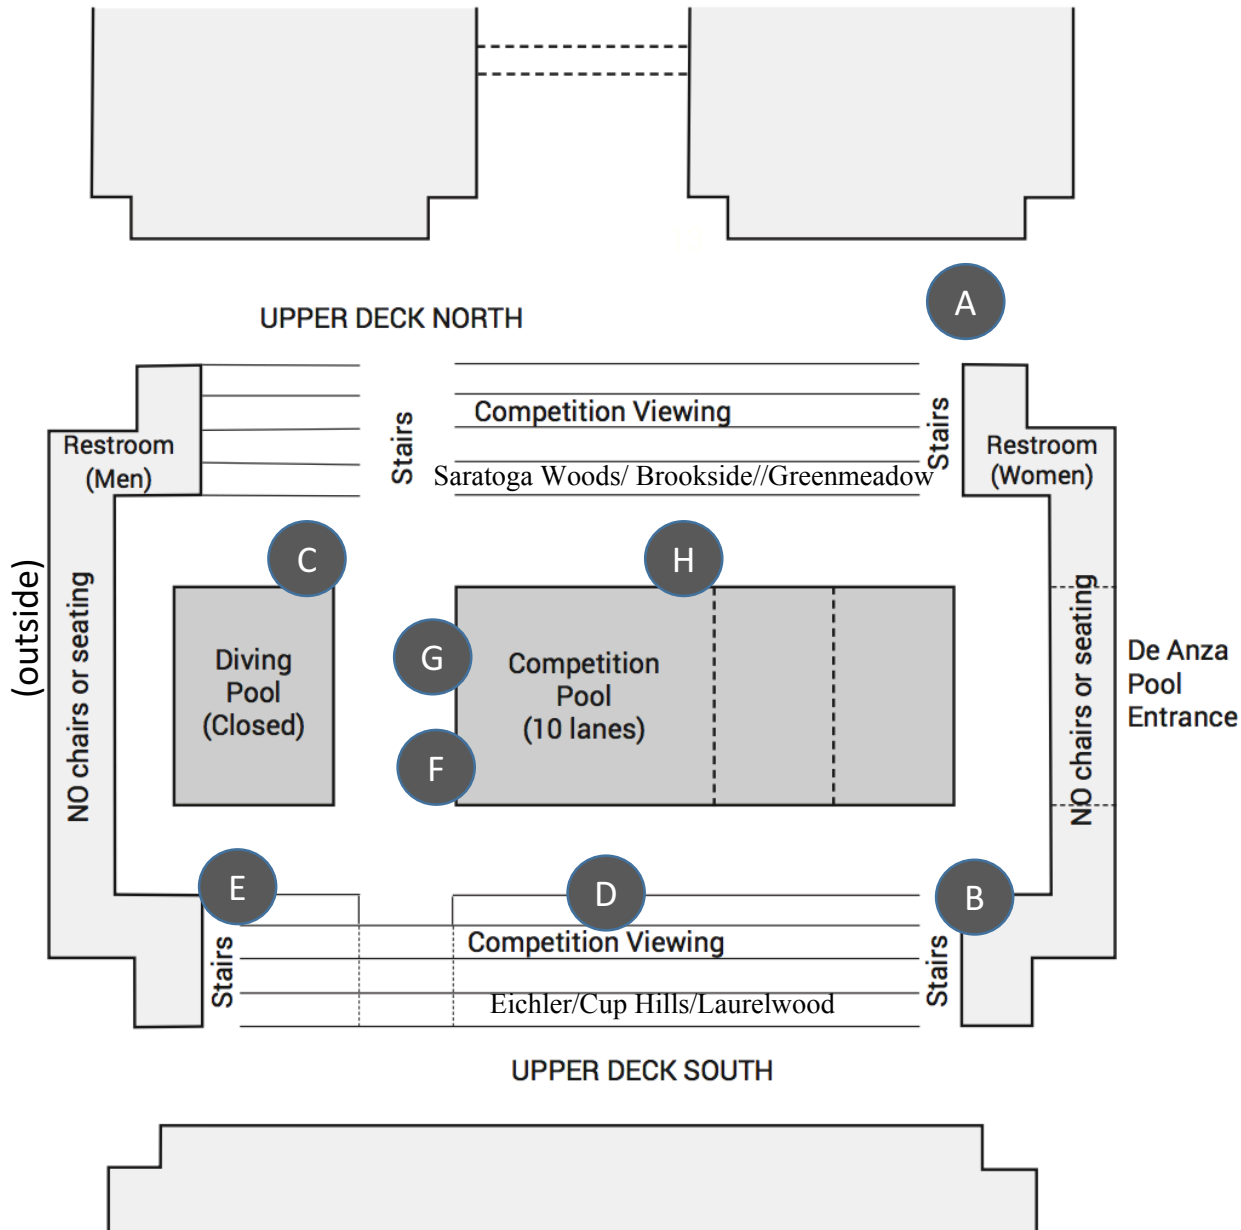 A
UPPER DECK NORTH
Competition Viewing
Stairs
Stairs
Restroom
(Men)
Saratoga Woods/ Brookside//Greenmeadow
Restroom
(Women)
C
H
(outside)
NO chairs or seating
G
Diving
Pool
(Closed)
Competition
Pool
(10 lanes)
NO chairs or seating
De Anza
Pool
Entrance
F
E
D
B
Stairs
Competition Viewing
Stairs
Eichler/Cup Hills/Laurelwood
UPPER DECK SOUTH